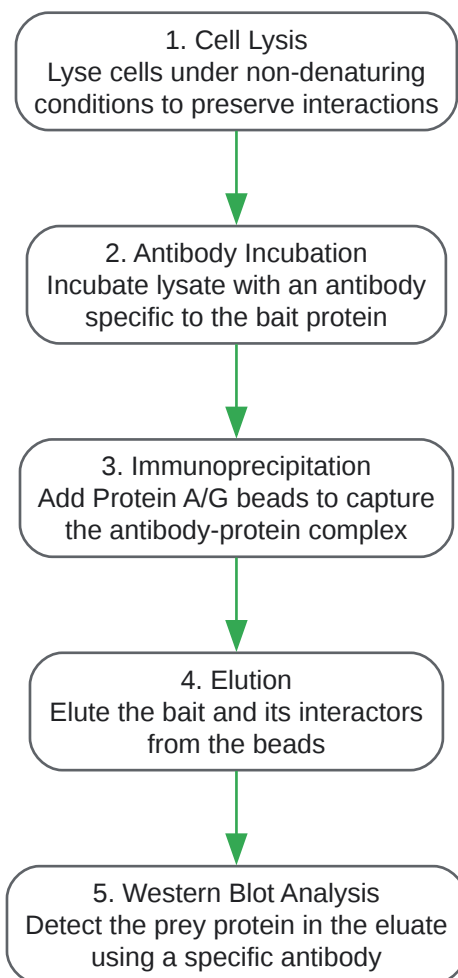 1. Cell Lysis
Lyse cells under non-denaturing
conditions to preserve interactions
2. Antibody Incubation
Incubate lysate with an antibody
specific to the bait protein
3. Immunoprecipitation
Add Protein A/G beads to capture
the antibody-protein complex
4. Elution
Elute the bait and its interactors
from the beads
5. Western Blot Analysis
Detect the prey protein in the eluate
using a specific antibody